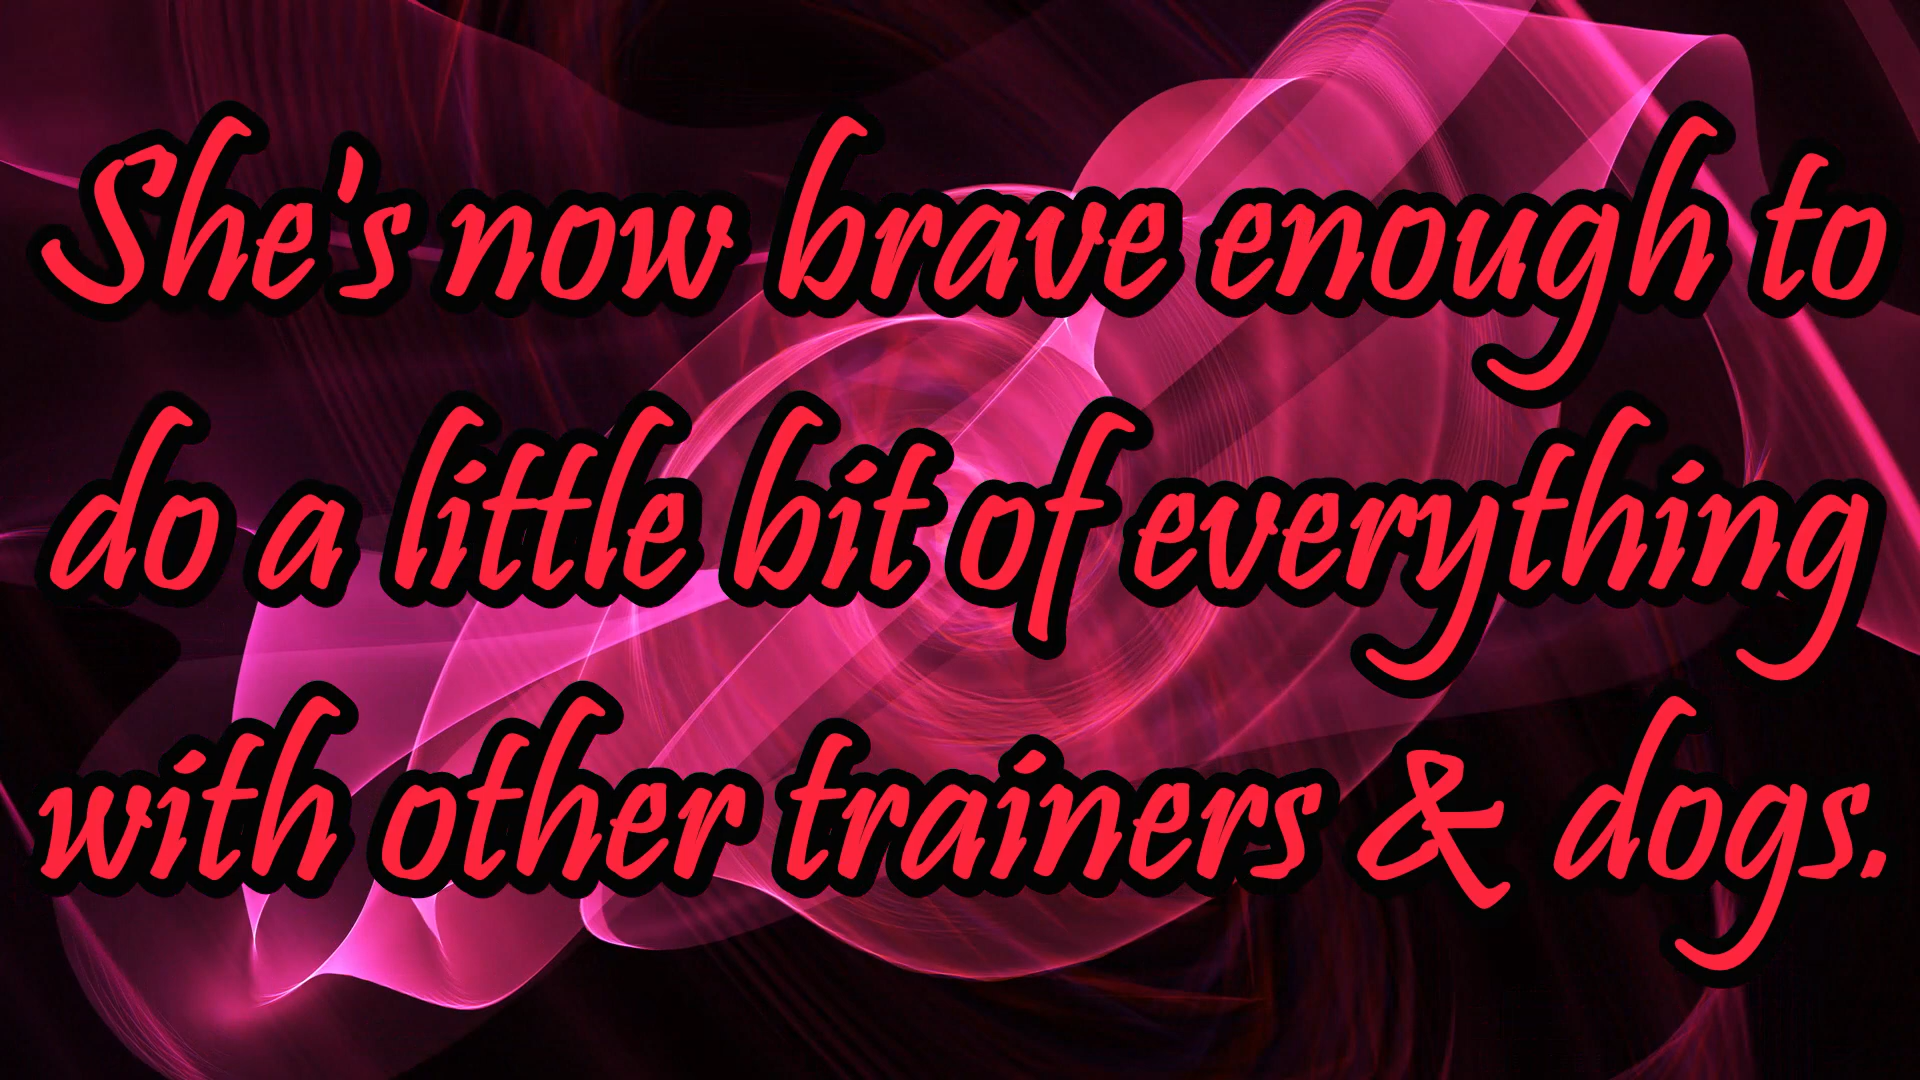 She's now brave enough to
do a little bit of everything
with other trainers & dogs.